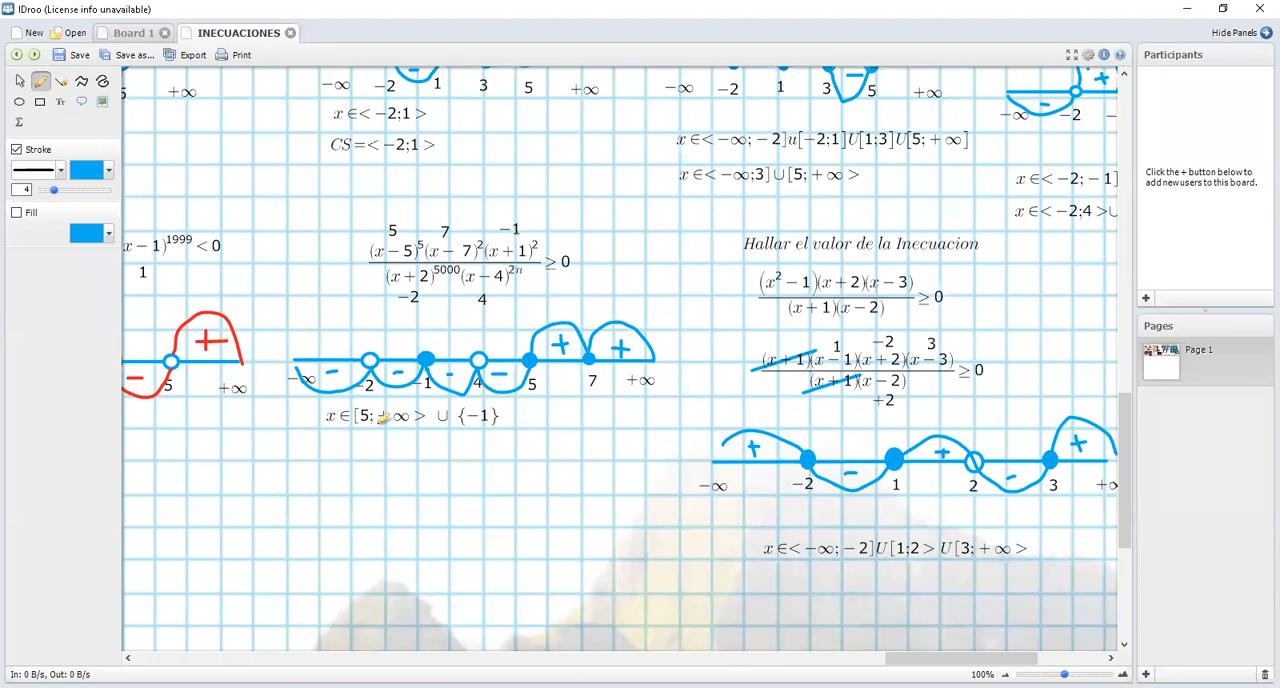 IDroo (License info unavailable)
New Open Board 1 INECUACIONES Hide Panels
Save Save as... Export Print Participants
5 +∞
−∞ −2 1 3 5 +∞
−∞ −2 1 3 5 +∞
−∞ −2
x∈<−2;1>
CS=<−2;1>
x∈<−∞;−2]u[−2;1]U[1;3]U[5;+∞]
x∈<−∞;3]∪[5;+∞>
x∈<−2;−1]
x∈<−2;4>∪
Click the + button below to
add new users to this board.
Stroke
4
Fill
x−1)^1999 <0
1
5 7 −1
(x−5)^5(x−7)^2(x+1)^2
≥0
(x+2)^5000(x−4)^2n
−2 4
Hallar el valor de la Inecuacion
(x^2−1)(x+2)(x−3)
≥0
(x+1)(x−2)
1 −2 3
(x+1)(x−1)(x+2)(x−3)
≥0
(x+1)(x−2)
+2
− +
5 +∞
− − − − + +
−∞ −2 −1 4 5 7 +∞
x∈[5;+∞> ∪ {−1}
+ − + − +
−∞ −2 1 2 3 +∞
x∈<−∞;−2]U[1;2>U[3;+∞>
Pages
Page 1
100%
In: 0 B/s, Out: 0 B/s